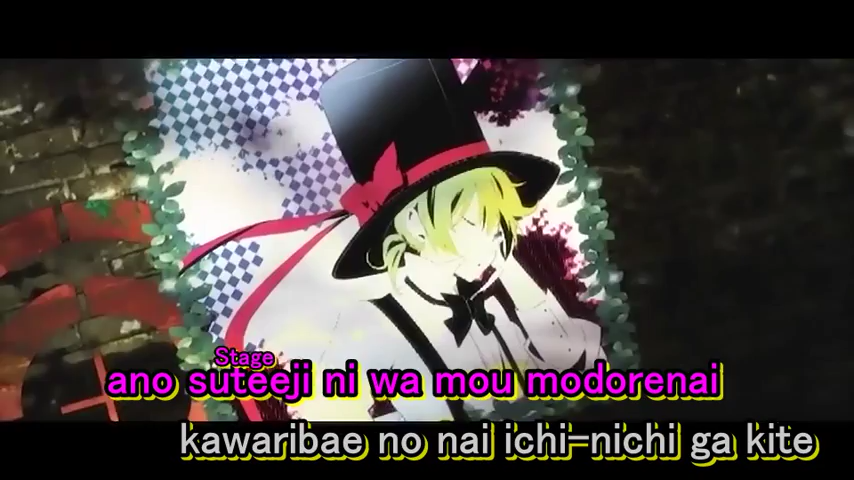 Stage
ano suteeji ni wa mou modorenai
kawaribae no nai ichi-nichi ga kite